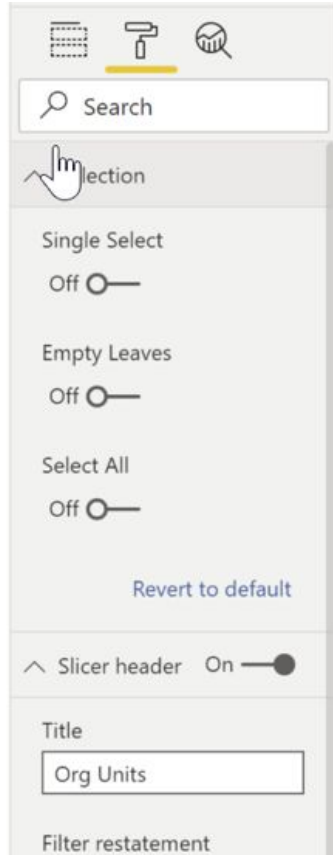 Search
lection
Single Select
Off
Empty Leaves
Off
Select All
Off
Revert to default
Slicer header On
Title
Org Units
Filter restatement